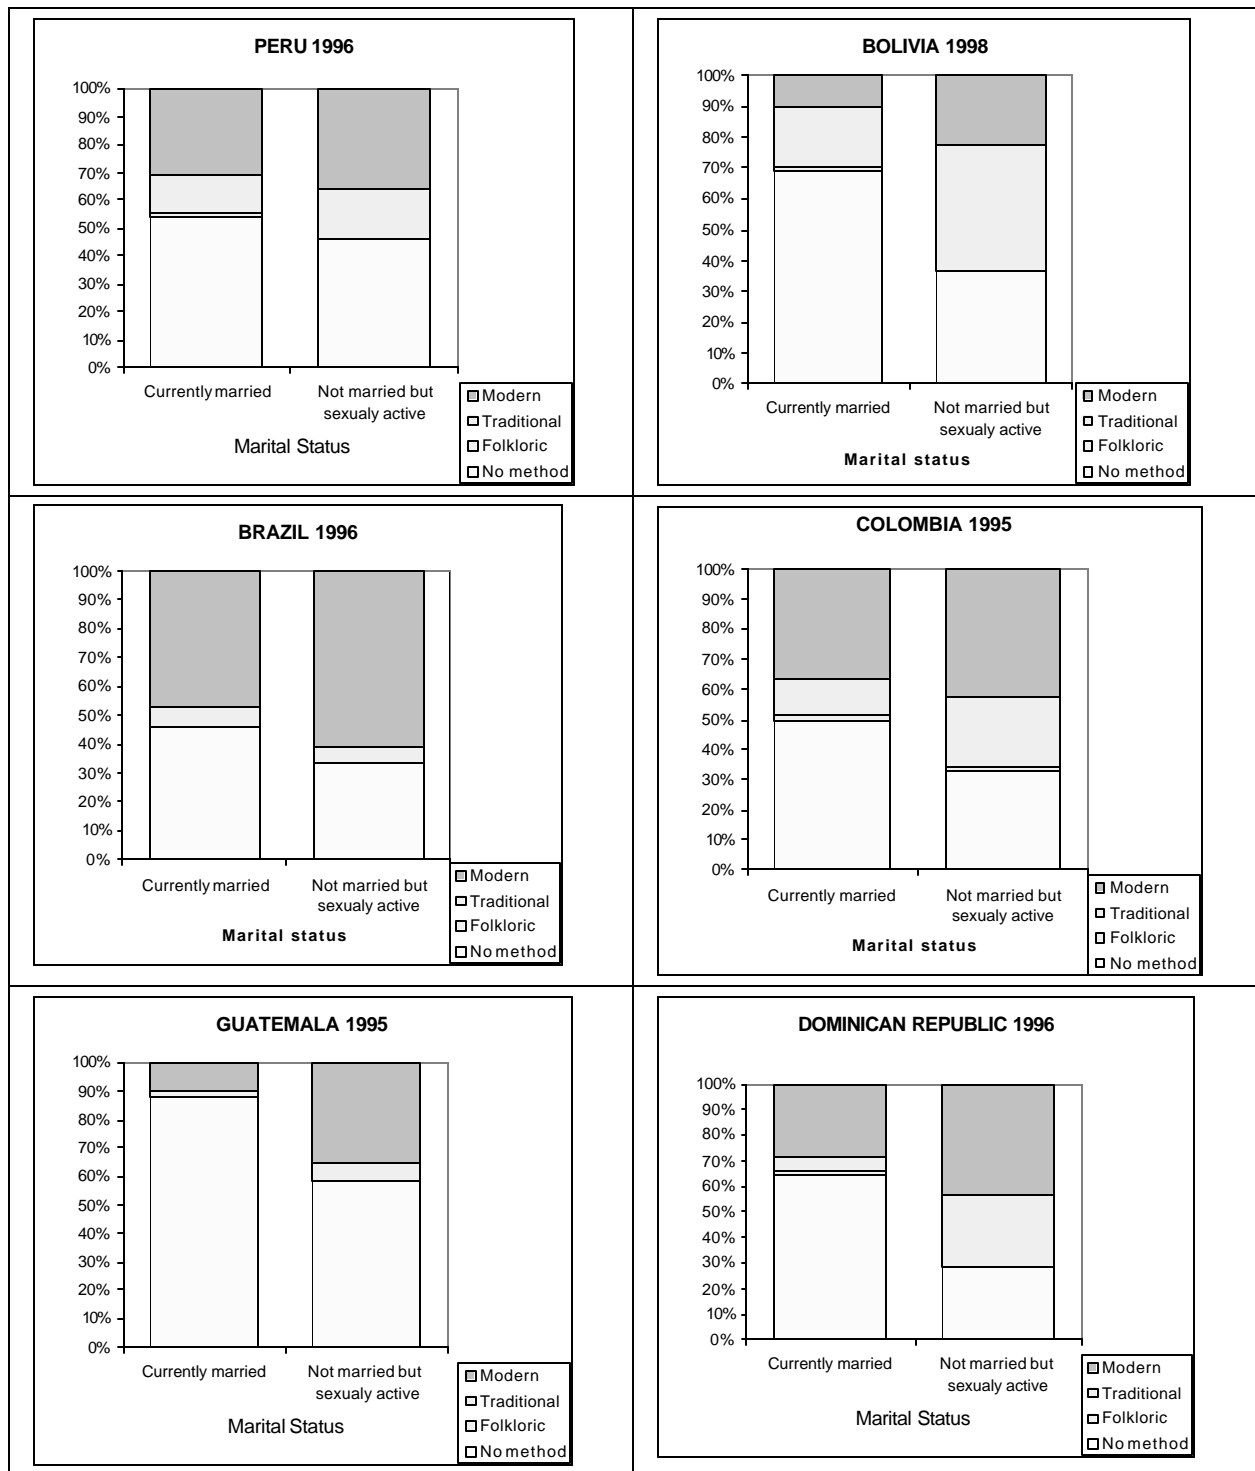 PERU 1996
100%
90%
80%
70%
60%
50%
40%
30%
20%
10%
0%
Currently married
Not married but
sexualy active
Marital Status
Modern
Traditional
Folkloric
No method
BOLIVIA 1998
100%
90%
80%
70%
60%
50%
40%
30%
20%
10%
0%
Currently married
Not married but
sexualy active
Marital status
Modern
Traditional
Folkloric
No method
BRAZIL 1996
100%
90%
80%
70%
60%
50%
40%
30%
20%
10%
0%
Currently married
Not married but
sexualy active
Marital status
Modern
Traditional
Folkloric
No method
COLOMBIA 1995
100%
90%
80%
70%
60%
50%
40%
30%
20%
10%
0%
Currently married
Not married but
sexualy active
Marital status
Modern
Traditional
Folkloric
No method
GUATEMALA 1995
100%
90%
80%
70%
60%
50%
40%
30%
20%
10%
0%
Currently married
Not married but
sexualy active
Marital Status
Modern
Traditional
Folkloric
No method
DOMINICAN REPUBLIC 1996
100%
90%
80%
70%
60%
50%
40%
30%
20%
10%
0%
Currently married
Not married but
sexualy active
Marital Status
Modern
Traditional
Folkloric
No method